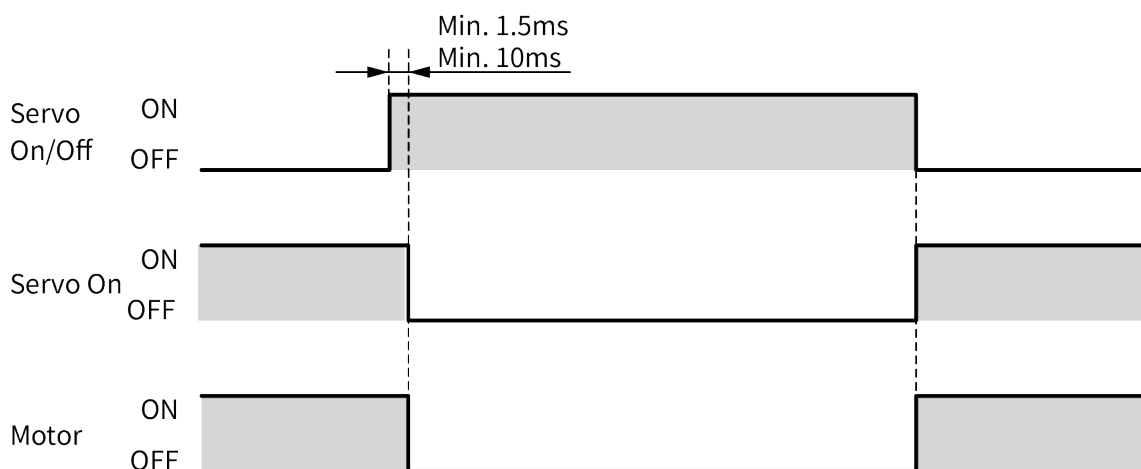 Min. 1.5ms
Min. 10ms
Servo
On/Off
ON
OFF
Servo On
ON
OFF
Motor
ON
OFF